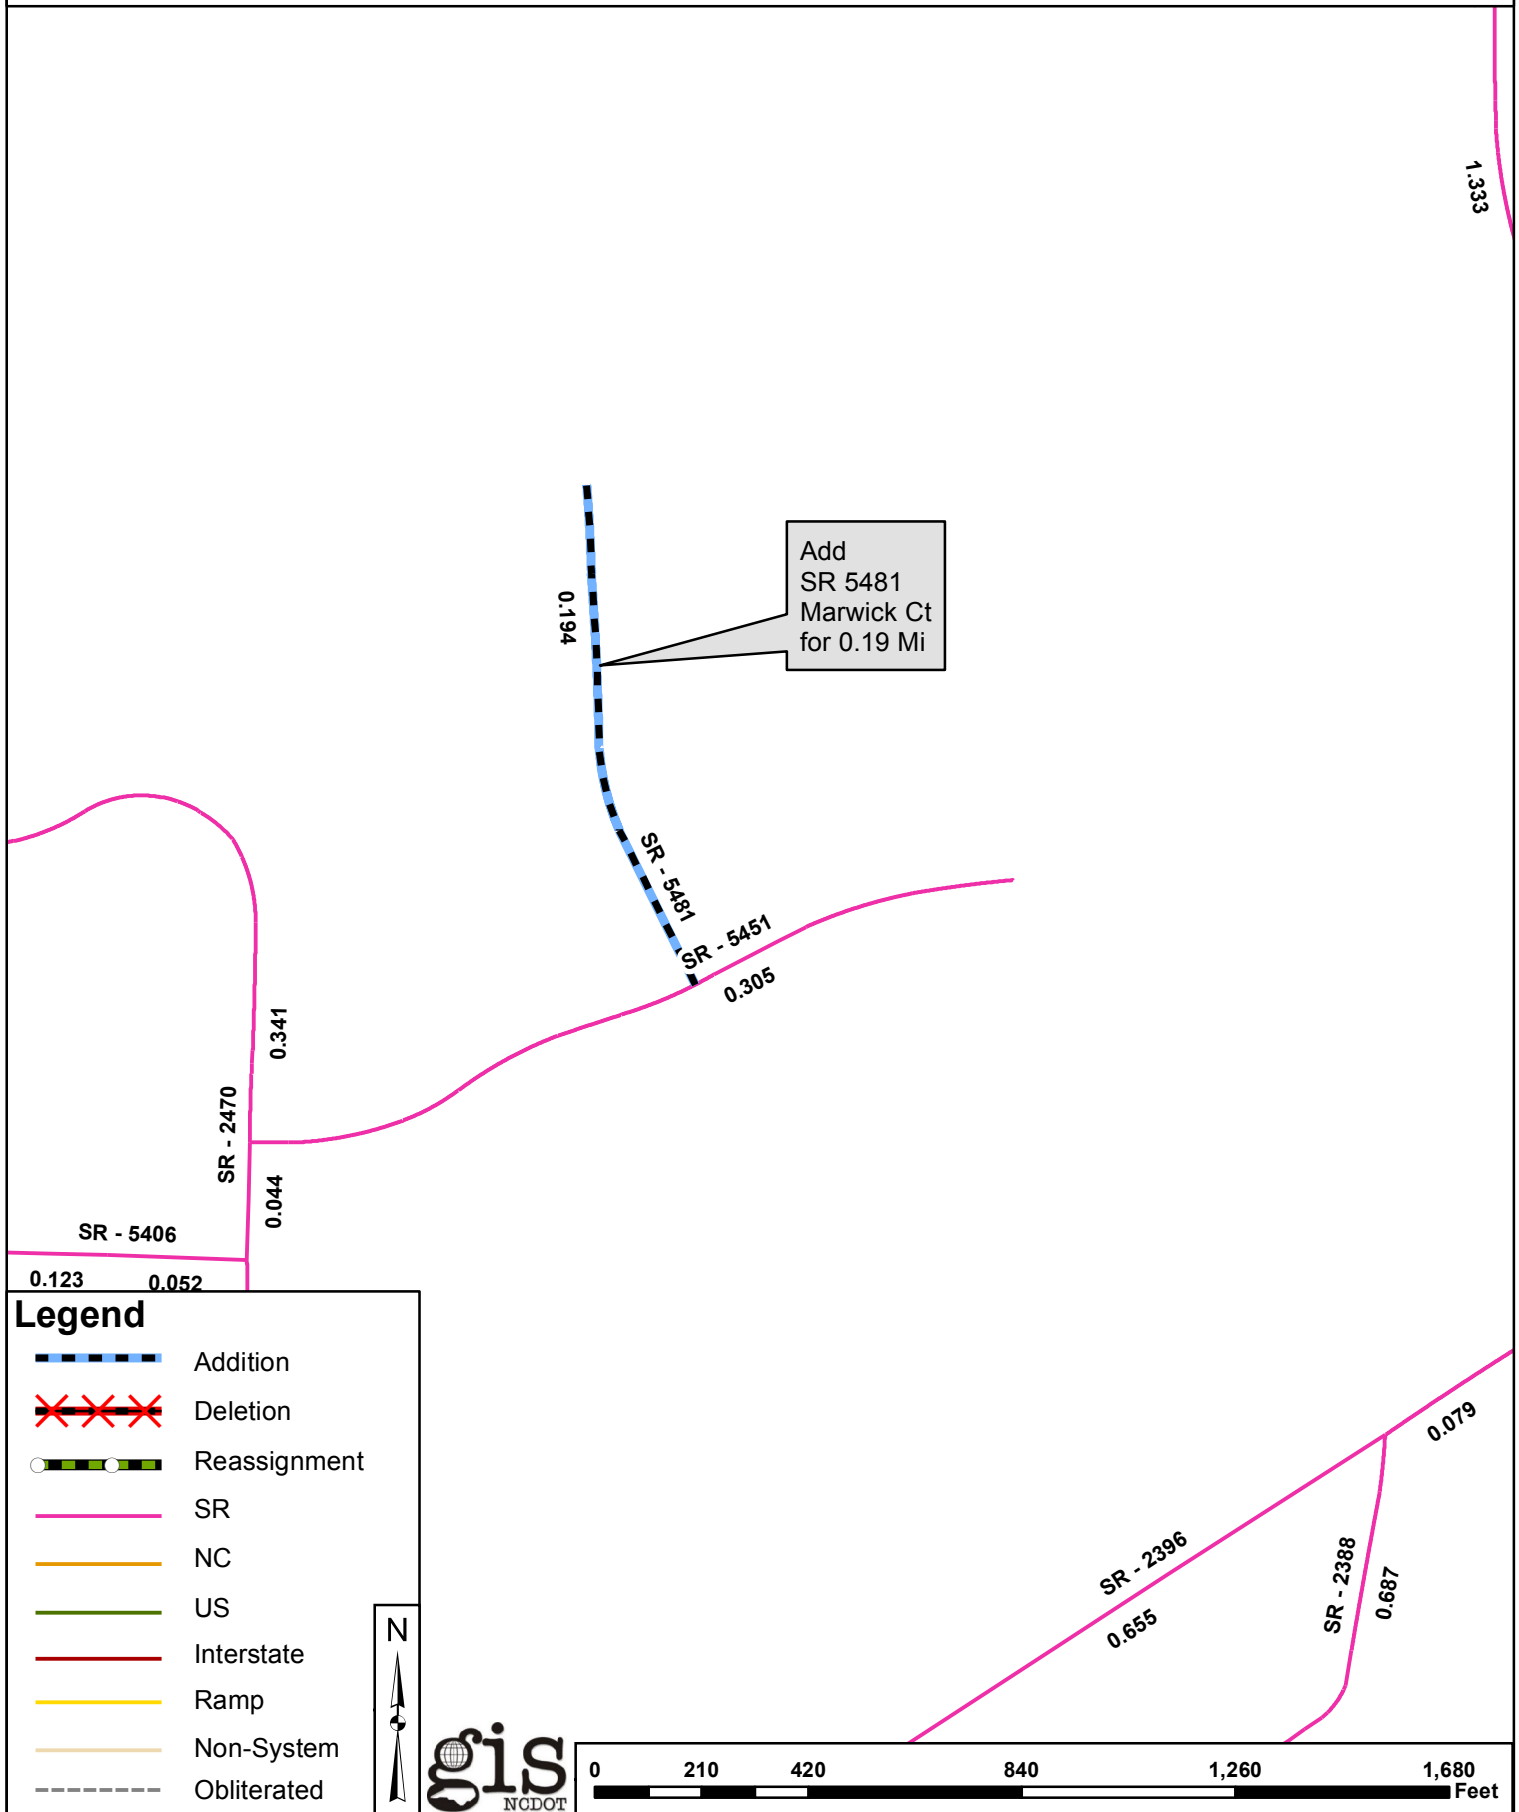 1.333
Add
SR 5481
Marwick Ct
for 0.19 Mi
0.194
SR - 5481
SR - 5451
0.305
0.341
SR - 2470
0.044
SR - 5406
0.123
0.052
Legend
Addition
Deletion
Reassignment
SR
NC
US
Interstate
Ramp
Non-System
Obliterated
N
gis
NCDOT
0.079
SR - 2396
0.655
SR - 2388
0.687
0 210 420 840 1,260 1,680
Feet